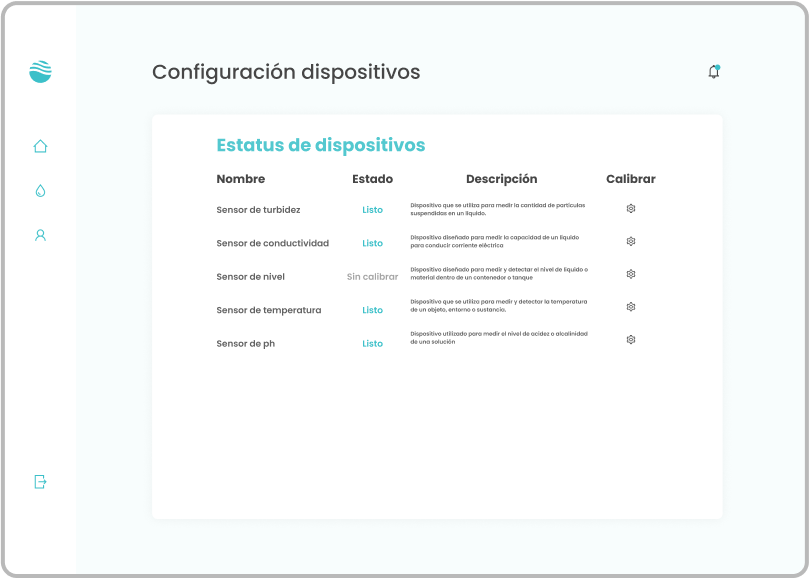 Configuración dispositivos
Estatus de dispositivos
Nombre Estado Descripción Calibrar
Sensor de turbidez Listo Dispositivo que se utiliza para medir la cantidad de partículas
suspendidas en un líquido.
Sensor de conductividad Listo Dispositivo diseñado para medir la capacidad de un líquido
para conducir corriente eléctrica
Sensor de nivel Sin calibrar Dispositivo diseñado para medir y detectar el nivel de líquido o
material dentro de un contenedor o tanque
Sensor de temperatura Listo Dispositivo que se utiliza para medir y detectar la temperatura
de un objeto, entorno o sustancia.
Sensor de ph Listo Dispositivo utilizado para medir el nivel de acidez o alcalinidad
de una solución